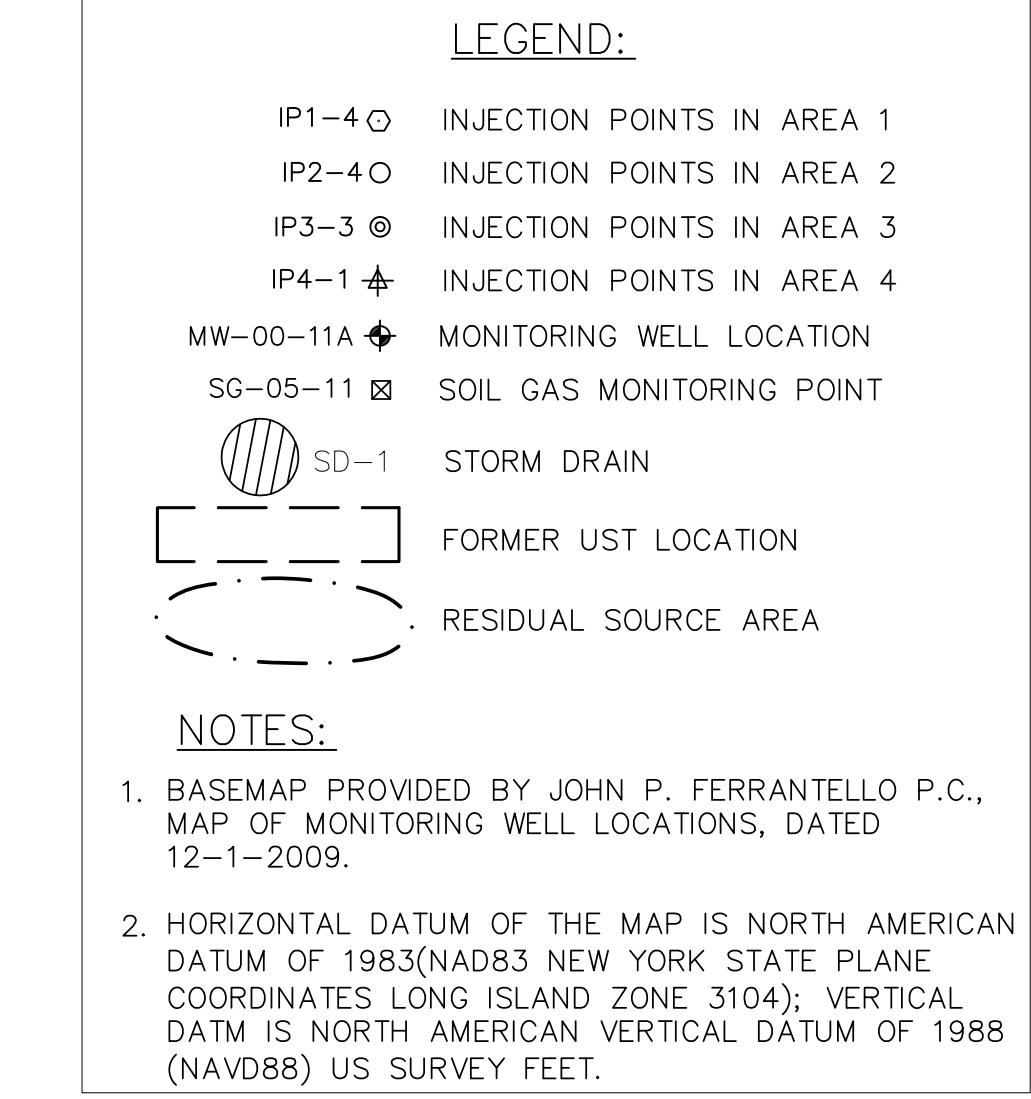 LEGEND:
IP1-4 INJECTION POINTS IN AREA 1
IP2-4 INJECTION POINTS IN AREA 2
IP3-3 INJECTION POINTS IN AREA 3
IP4-1 INJECTION POINTS IN AREA 4
MW-00-11A MONITORING WELL LOCATION
SG-05-11 SOIL GAS MONITORING POINT
SD-1 STORM DRAIN
FORMER UST LOCATION
RESIDUAL SOURCE AREA
NOTES:
1. BASEMAP PROVIDED BY JOHN P. FERRANTELLO P.C.,
MAP OF MONITORING WELL LOCATIONS, DATED
12-1-2009.
2. HORIZONTAL DATUM OF THE MAP IS NORTH AMERICAN
DATUM OF 1983(NAD83 NEW YORK STATE PLANE
COORDINATES LONG ISLAND ZONE 3104); VERTICAL
DATM IS NORTH AMERICAN VERTICAL DATUM OF 1988
(NAVD88) US SURVEY FEET.